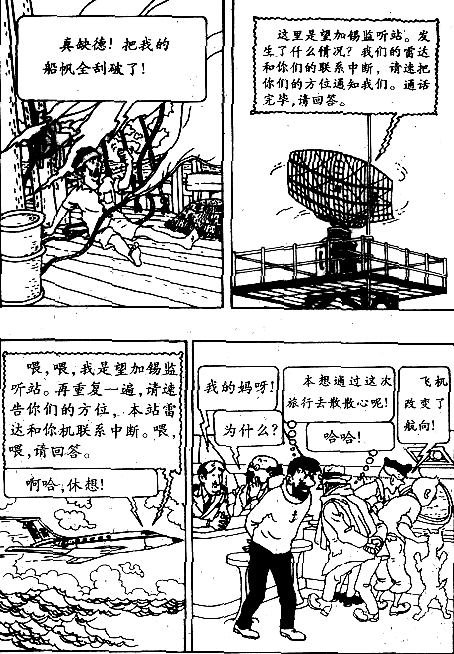 真缺德！把我的
船帆全刮破了！
这里是望加锡监听站。发
生了什么情况？我们的雷达
和你们的联系中断，请速把
你们的方位通知我们。通话
完毕，请回答。
喂，喂，我是望加锡监
听站。再重复一遍，请速
告你们的方位，本站雷
达和你机联系中断。喂，
喂，请回答。
啊哈，休想！
我的妈呀！
为什么？
本想通过这次
旅行去散散心呢！
哈哈！
飞机
改变了
航向！